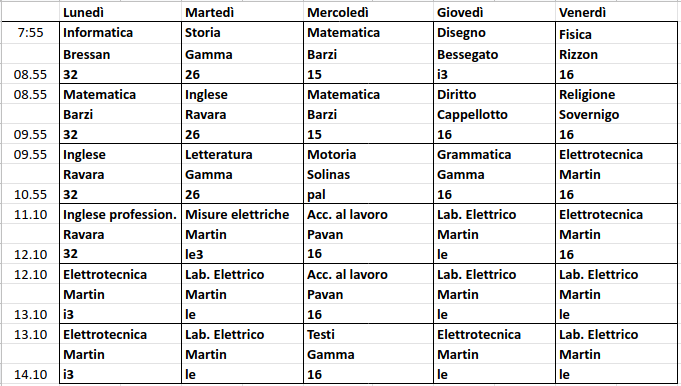 Lunedì Martedì Mercoledì Giovedì Venerdì
7:55 Informatica Storia Matematica Disegno Fisica
Bressan Gamma Barzi Bessegato Rizzon
08.55 32 26 15 i3 16
08.55 Matematica Inglese Matematica Diritto Religione
Barzi Ravara Barzi Cappellotto Sovernigo
09.55 32 26 15 16 16
09.55 Inglese Letteratura Motoria Grammatica Elettrotecnica
Ravara Gamma Solinas Gamma Martin
10.55 32 26 pal 16 16
11.10 Inglese profession. Misure elettriche Acc. al lavoro Lab. Elettrico Elettrotecnica
Ravara Martin Pavan Martin Martin
12.10 32 le3 16 le 16
12.10 Elettrotecnica Lab. Elettrico Acc. al lavoro Lab. Elettrico Lab. Elettrico
Martin Martin Pavan Martin Martin
13.10 i3 le 16 le le
13.10 Elettrotecnica Lab. Elettrico Testi Elettrotecnica Lab. Elettrico
Martin Martin Gamma Martin Martin
14.10 i3 le 16 le le